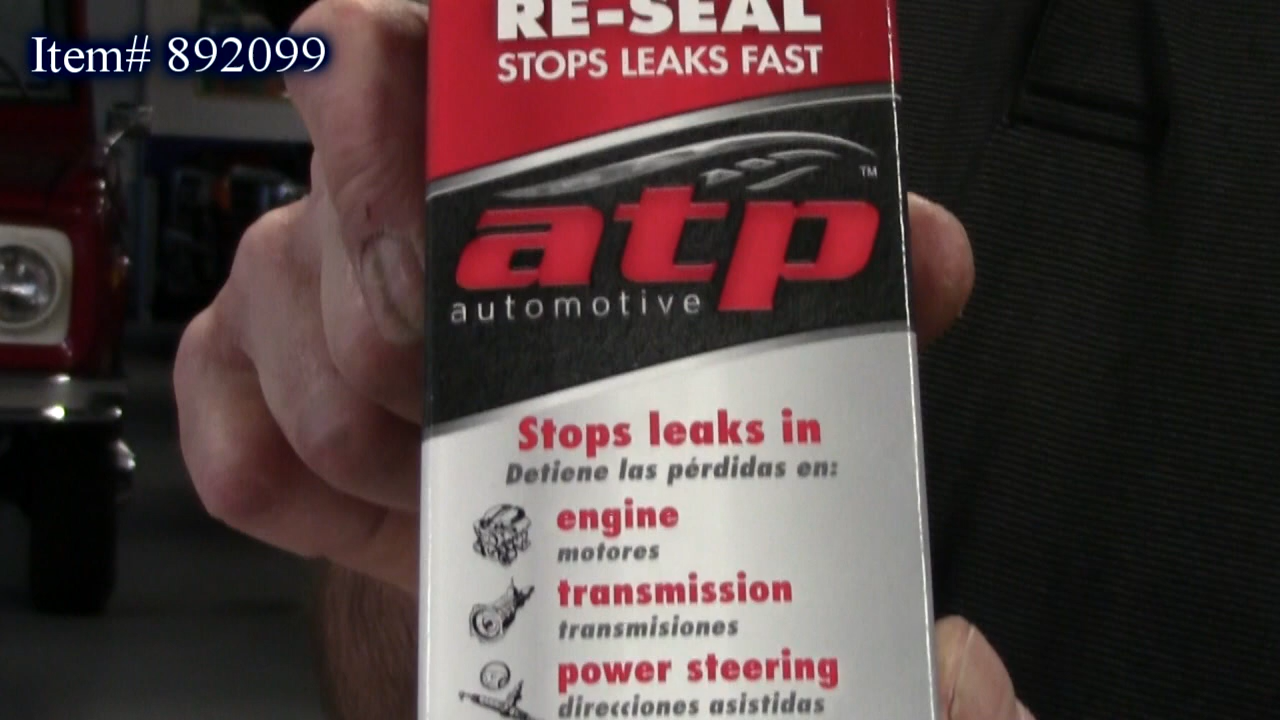 Item# 892099
RE-SEAL
STOPS LEAKS FAST
atp
TM
automotive
Stops leaks in
Detiene las pérdidas en:
engine
motores
transmission
transmisiones
power steering
direcciones asistidas